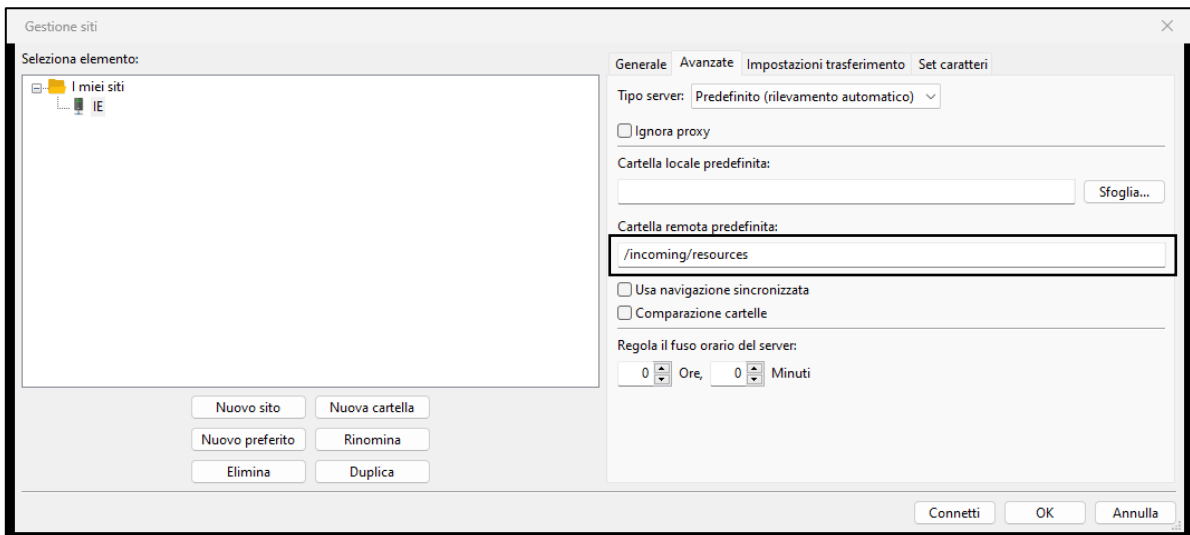 Gestione siti
Seleziona elemento:
I miei siti
IE
Nuovo sito
Nuova cartella
Nuovo preferito
Rinomina
Elimina
Duplica
Generale Avanzate Impostazioni trasferimento Set caratteri
Tipo server: Predefinito (rilevamento automatico)
Ignora proxy
Cartella locale predefinita:
Sfoglia...
Cartella remota predefinita:
/incoming/resources
Usa navigazione sincronizzata
Comparazione cartelle
Regola il fuso orario del server:
0 Ore, 0 Minuti
Connetti OK Annulla